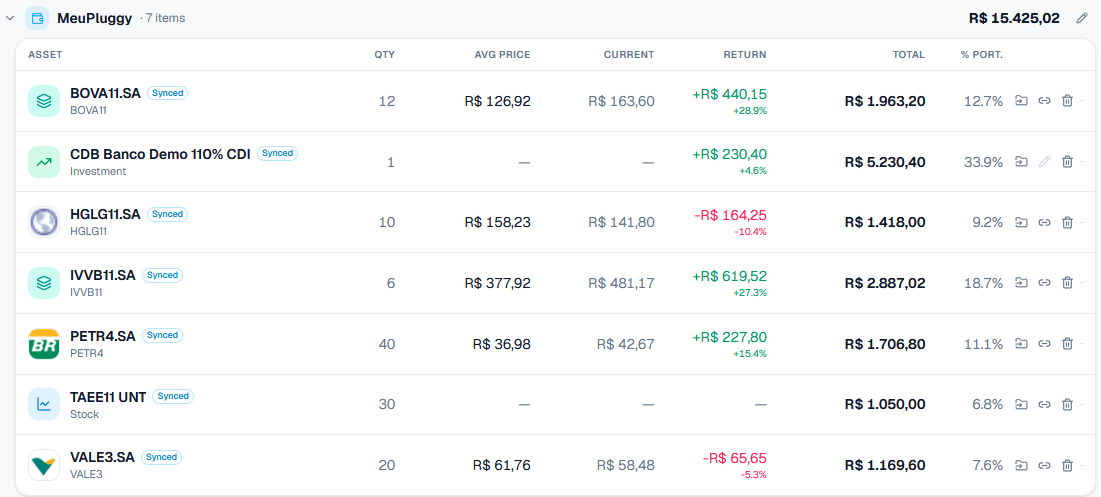 MeuPluggy · 7 items R$ 15.425,02
ASSET QTY AVG PRICE CURRENT RETURN TOTAL % PORT.
BOVA11.SA Synced
BOVA11
12 R$ 126,92 R$ 163,60 +R$ 440,15
+28.9%
R$ 1.963,20 12.7%
CDB Banco Demo 110% CDI Synced
Investment
1 — — +R$ 230,40
+4.6%
R$ 5.230,40 33.9%
HGLG11.SA Synced
HGLG11
10 R$ 158,23 R$ 141,80 -R$ 164,25
-10.4%
R$ 1.418,00 9.2%
IVVB11.SA Synced
IVVB11
6 R$ 377,92 R$ 481,17 +R$ 619,52
+27.3%
R$ 2.887,02 18.7%
BR
PETR4.SA Synced
PETR4
40 R$ 36,98 R$ 42,67 +R$ 227,80
+15.4%
R$ 1.706,80 11.1%
TAEE11 UNT Synced
Stock
30 — — — R$ 1.050,00 6.8%
VALE3.SA Synced
VALE3
20 R$ 61,76 R$ 58,48 -R$ 65,65
-5.3%
R$ 1.169,60 7.6%